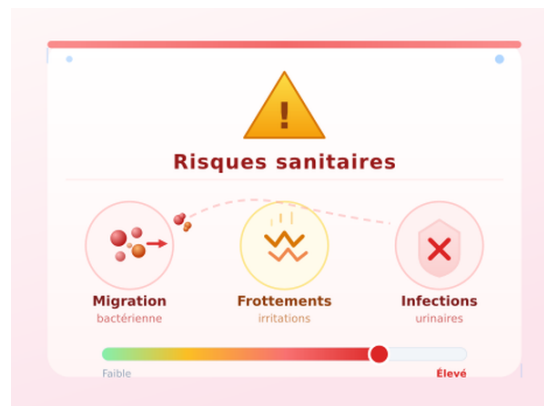 !
Risques sanitaires
Migration
bactérienne
Frottements
irritations
Infections
urinaires
Faible
Élevé